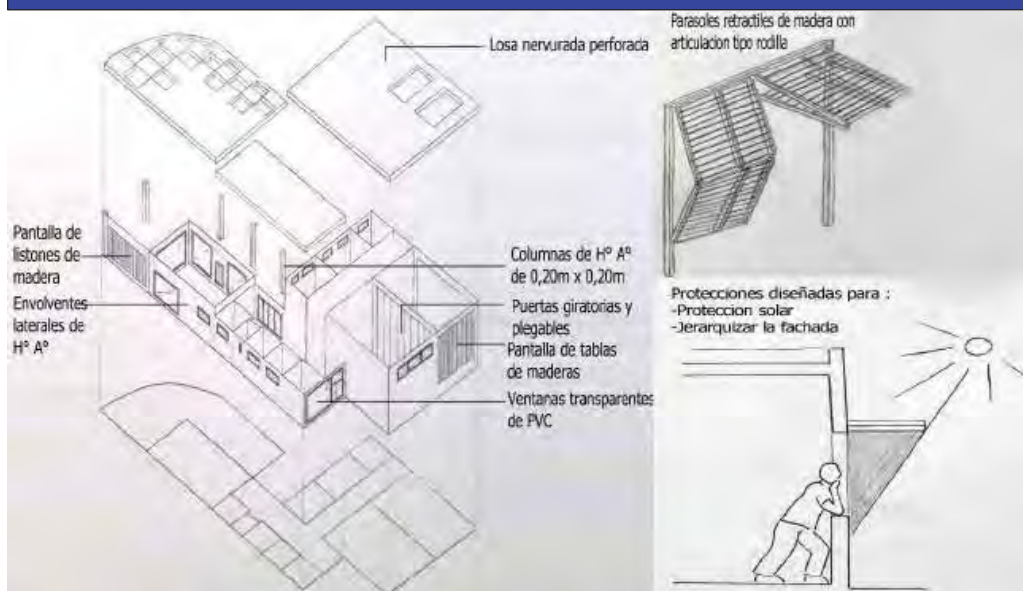 Losa nervurada perforada
Pantalla de
listones de
madera
Envolventes
laterales de
H° A°
Columnas de H° A°
de 0,20m x 0,20m
Puertas giratorias y
plegables
Pantalla de tablas
de maderas
Ventanas transparentes
de PVC
Parasoles retractiles de madera con
articulacion tipo rodilla
Protecciones diseñadas para :
-Proteccion solar
-Jerarquizar la fachada